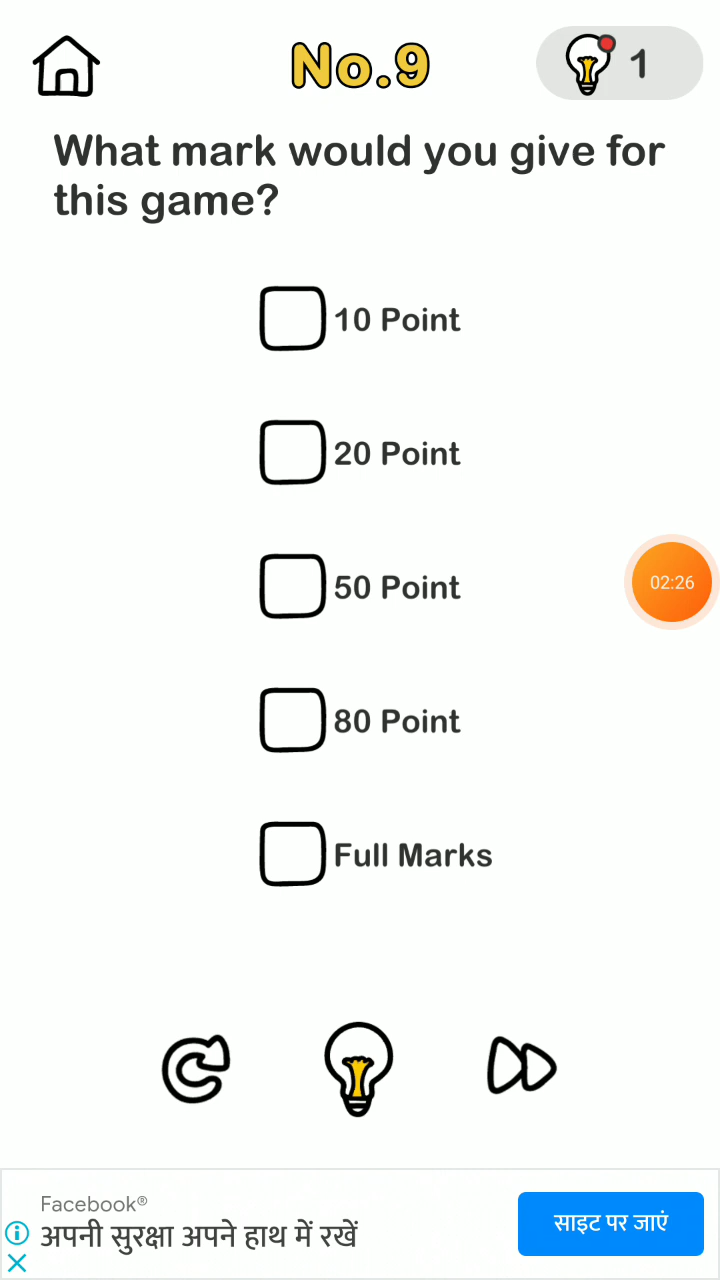 No.9
1
What mark would you give for
this game?
10 Point
20 Point
50 Point
02:26
80 Point
Full Marks
Facebook®
अपनी सुरक्षा अपने हाथ में रखें
साइट पर जाएं